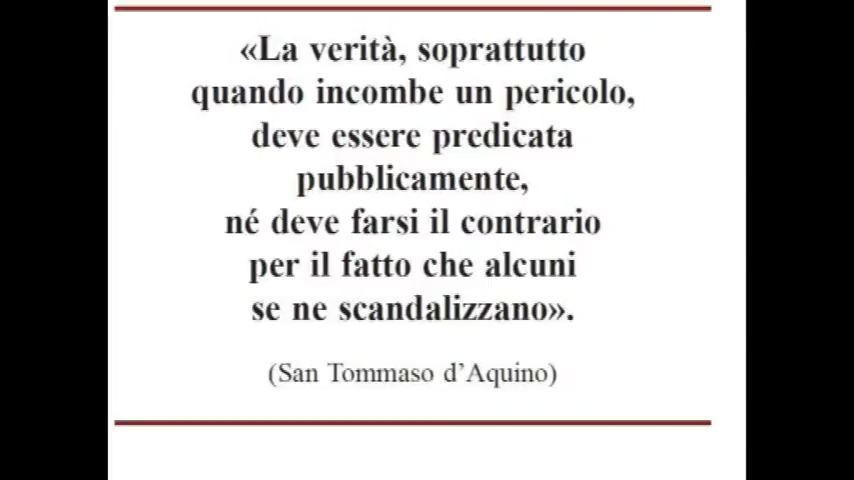 «La verità, soprattutto
quando incombe un pericolo,
deve essere predicata
pubblicamente,
né deve farsi il contrario
per il fatto che alcuni
se ne scandalizzano».
(San Tommaso d’Aquino)